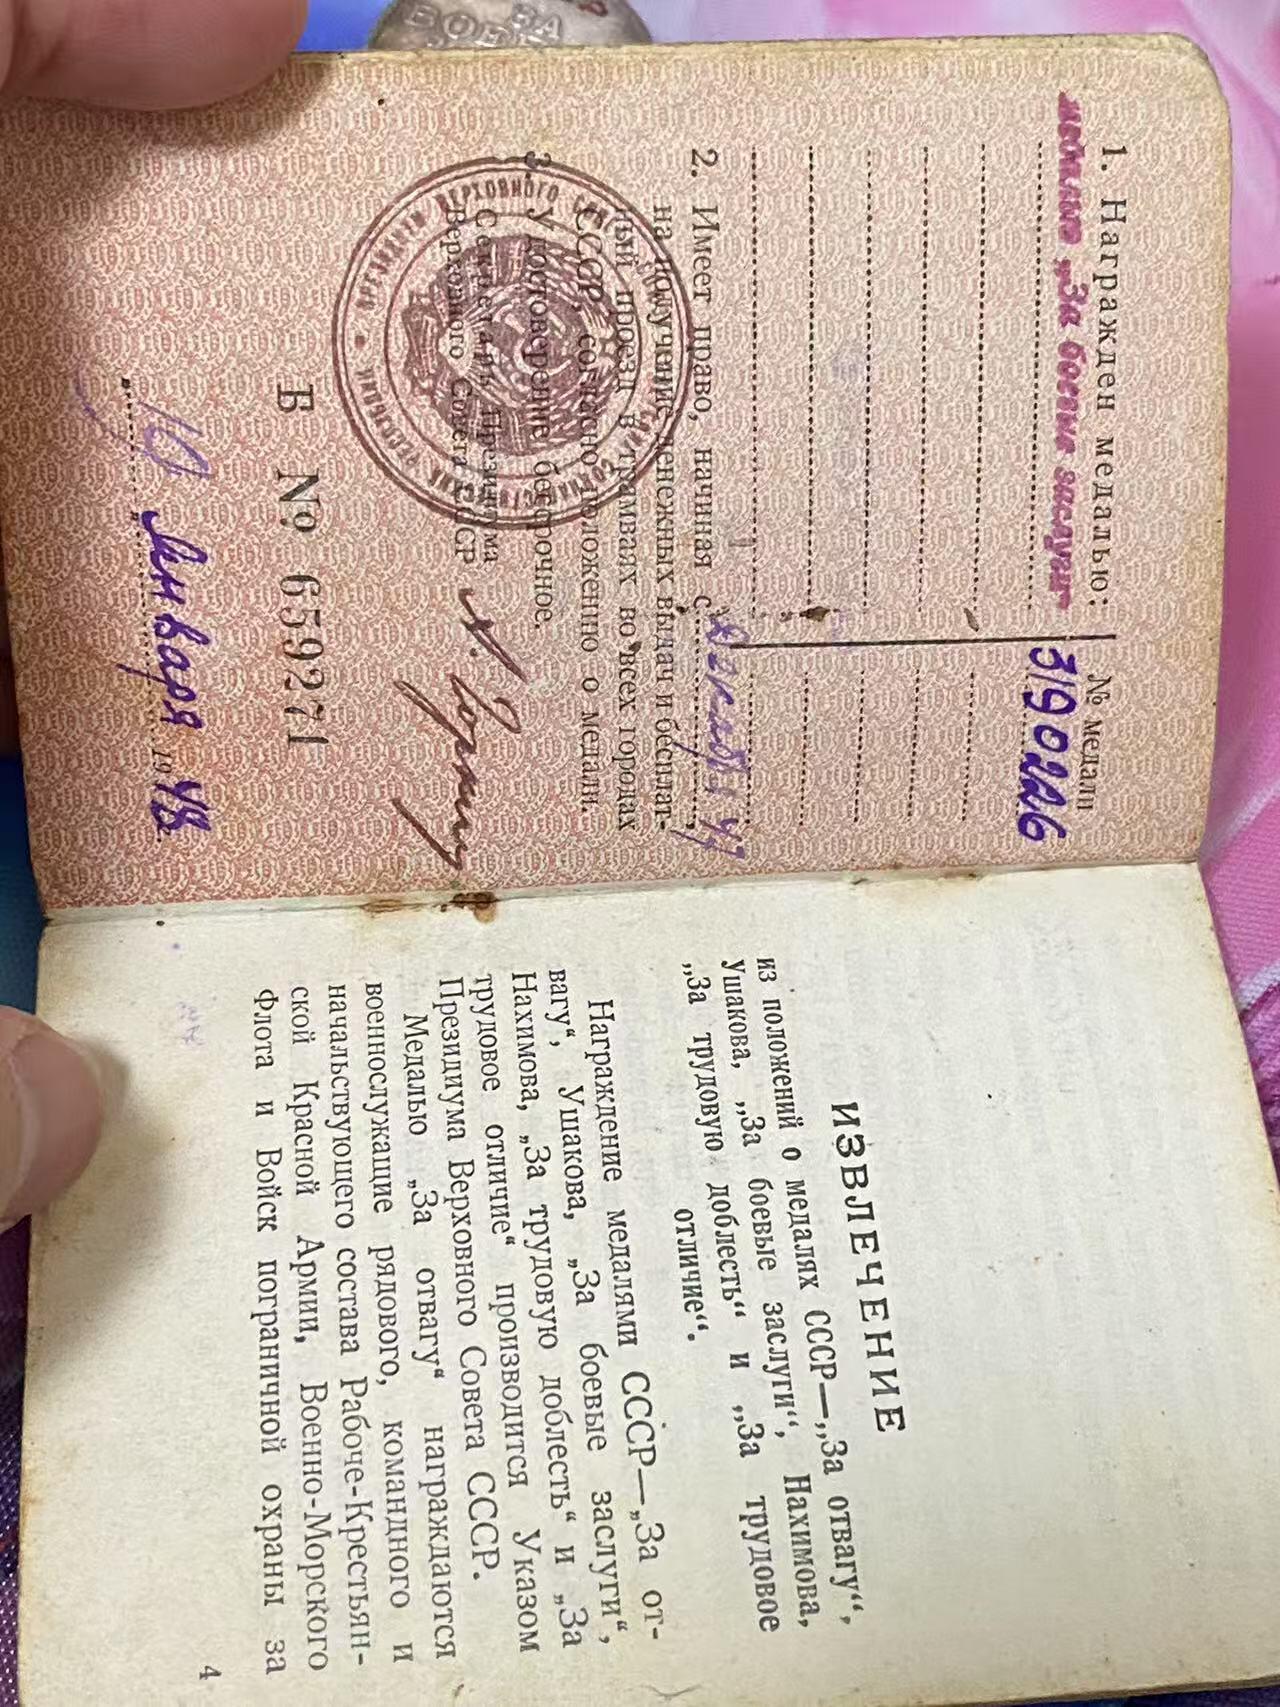 ЗА
БОЕВ
1. Награжден медалью:
№ медали
медалью „За боевые заслуги"
3190226
2. Имеет право, начиная с
на получение денежных выдач и бесплат-
ный проезд в трамваях во всех городах
СССР согласно положению о медали.
3. Удостоверение бессрочное.
Секретарь Президиума
Верховного Совета СССР
ПРЕЗИДИУМ ВЕРХОВНОГО
Б № 659271
января 1948
ИЗВЛЕЧЕНИЕ
из положений о медалях СССР—„За отвагу“,
Ушакова, „За боевые заслуги“, Нахимова,
„За трудовую доблесть“ и „За трудовое
отличие“.
Награждение медалями СССР—„За от-
вагу“, Ушакова, „За боевые заслуги“,
Нахимова, „За трудовую доблесть“ и „За
трудовое отличие“ производится Указом
Президиума Верховного Совета СССР.
Медалью „За отвагу“ награждаются
военнослужащие рядового, командного и
начальствующего состава Рабоче-Крестьян-
ской Красной Армии, Военно-Морского
Флота и Войск пограничной охраны за
4